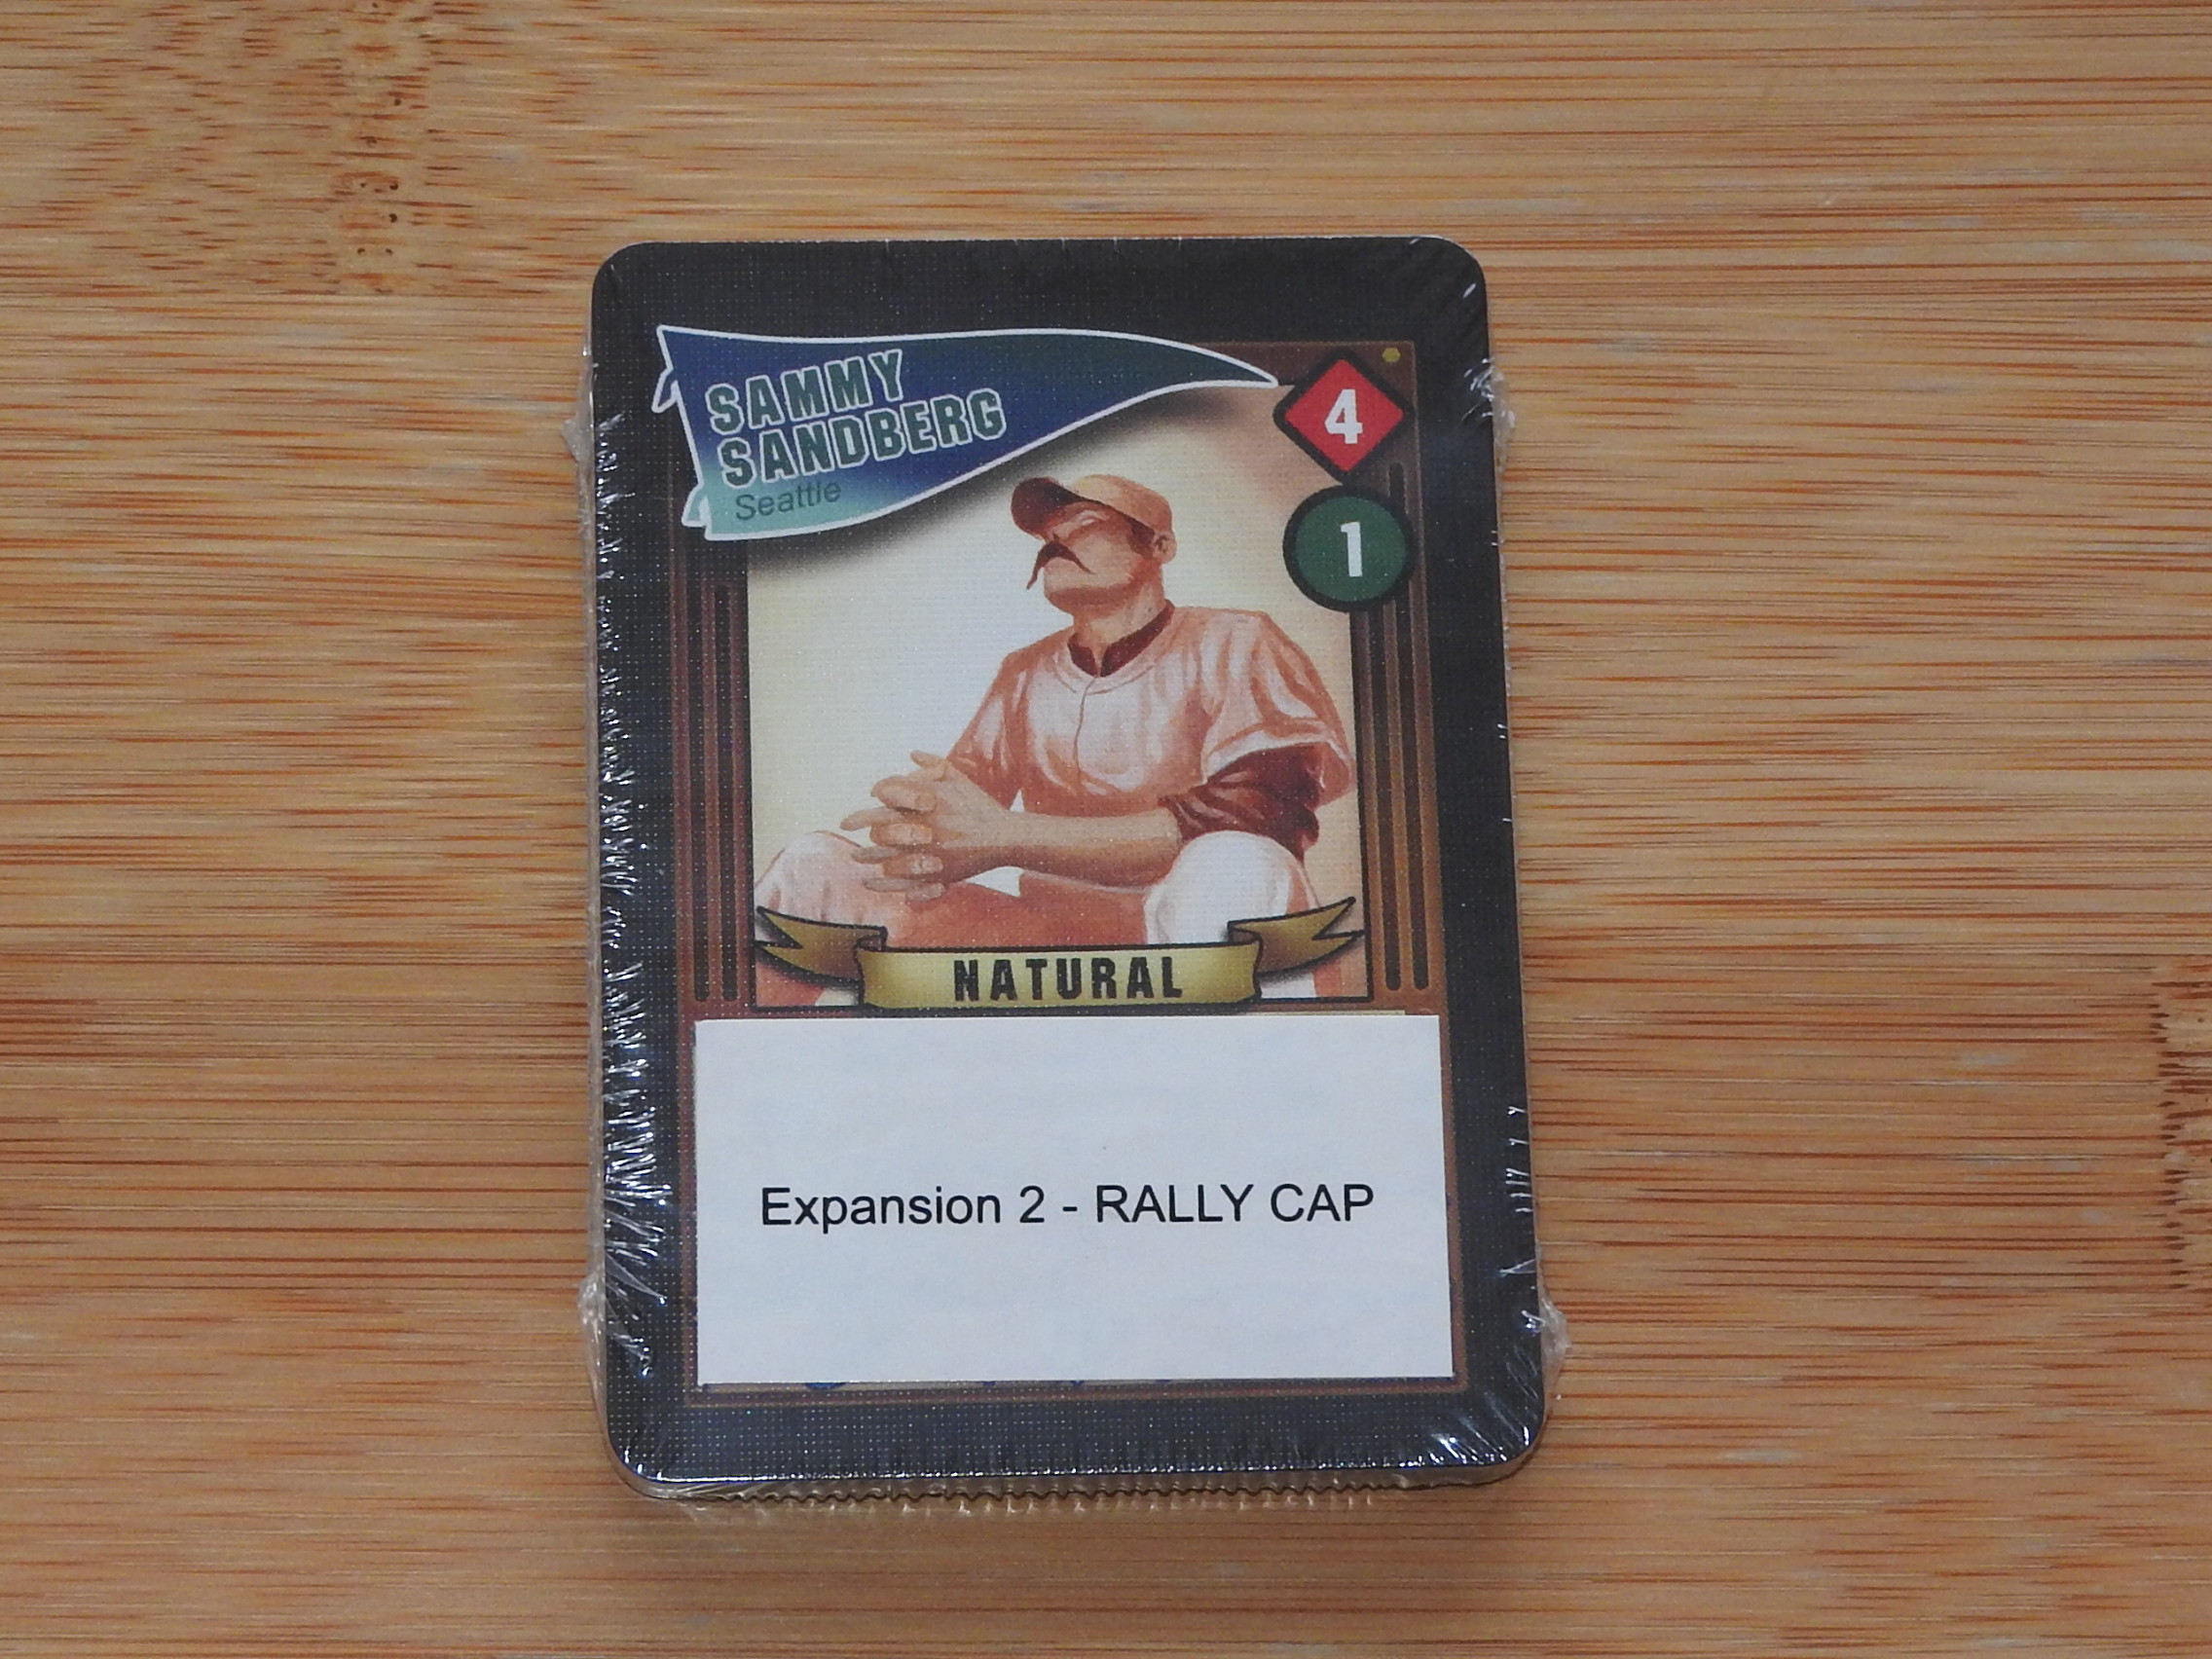 SAMMY
SANDBERG
Seattle
4
1
NATURAL
Expansion 2 - RALLY CAP